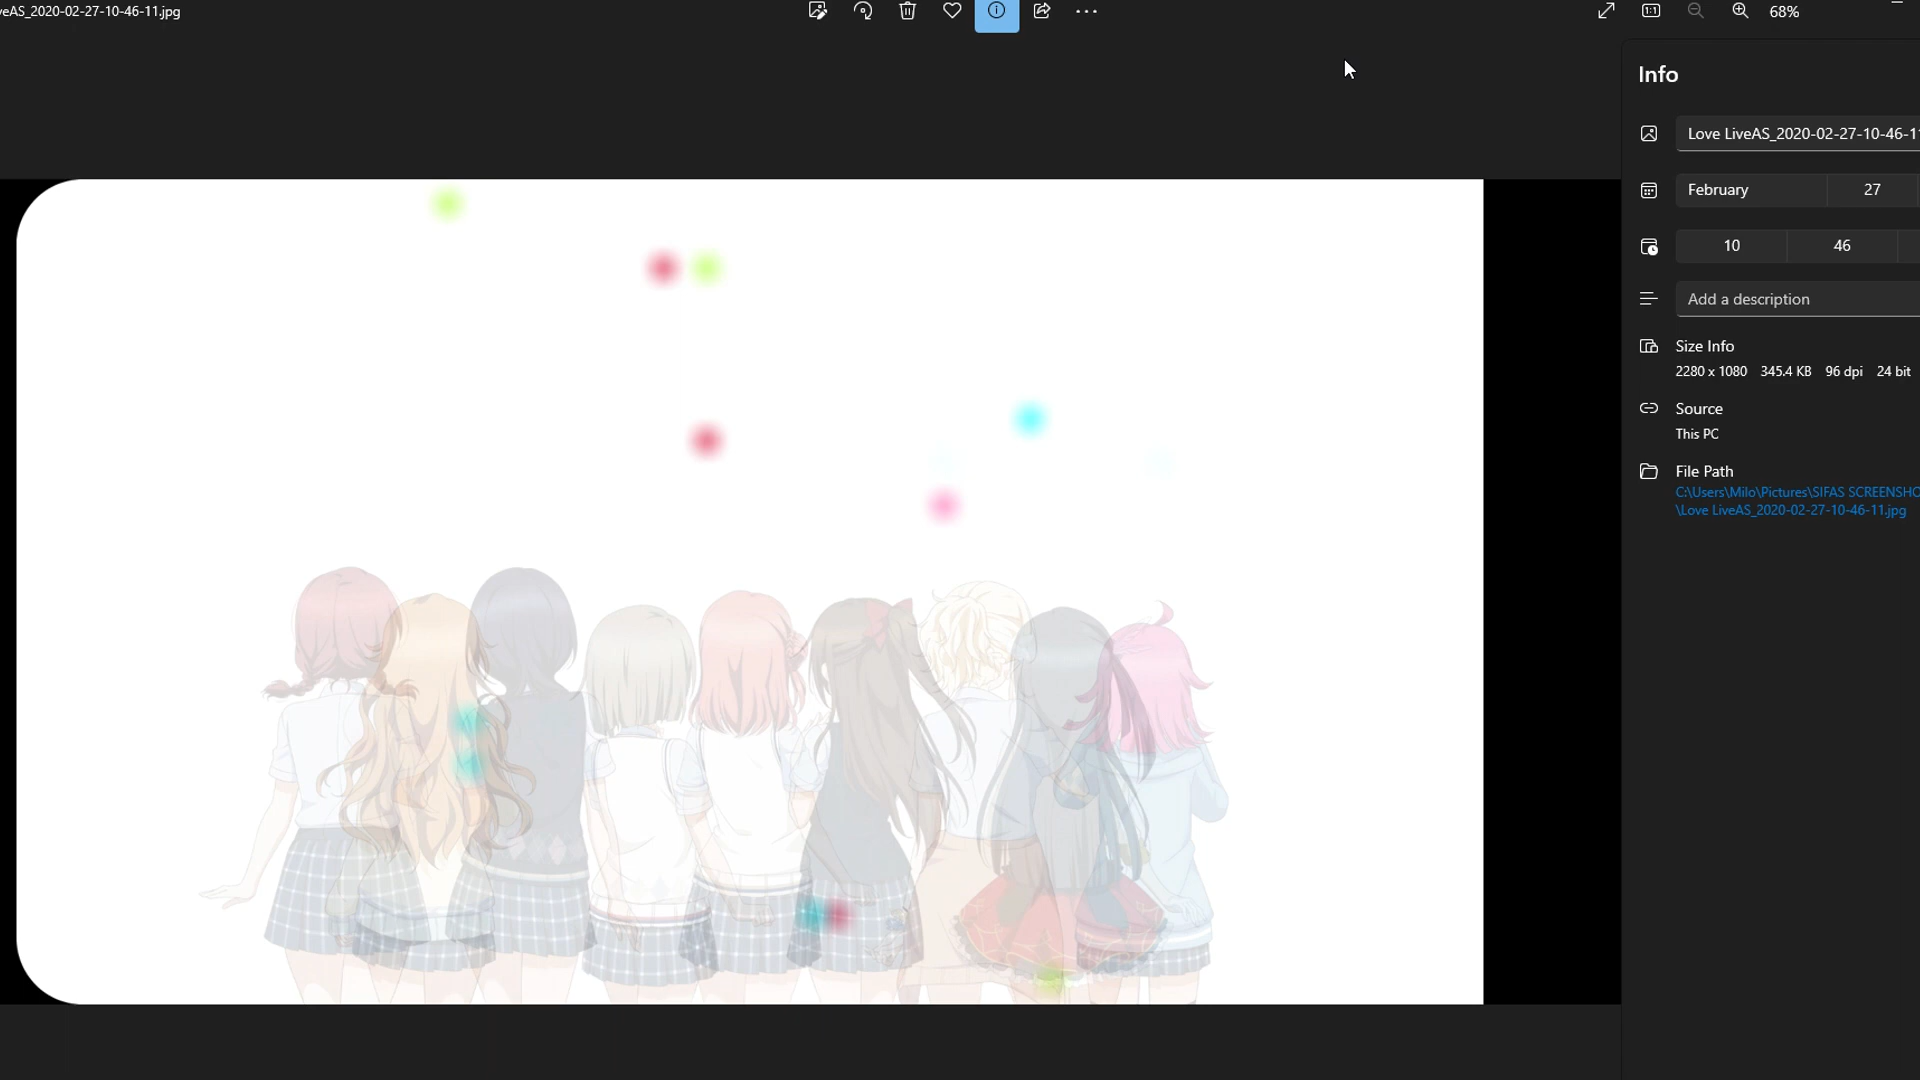 eAS_2020-02-27-10-46-11.jpg
1:1
68%
Info
Love LiveAS_2020-02-27-10-46-1
February 27
10 46
Add a description
Size Info
2280 x 1080 345.4 KB 96 dpi 24 bit
Source
This PC
File Path
C:\Users\Milo\Pictures\SIFAS SCREENSHO
\Love LiveAS_2020-02-27-10-46-11.jpg